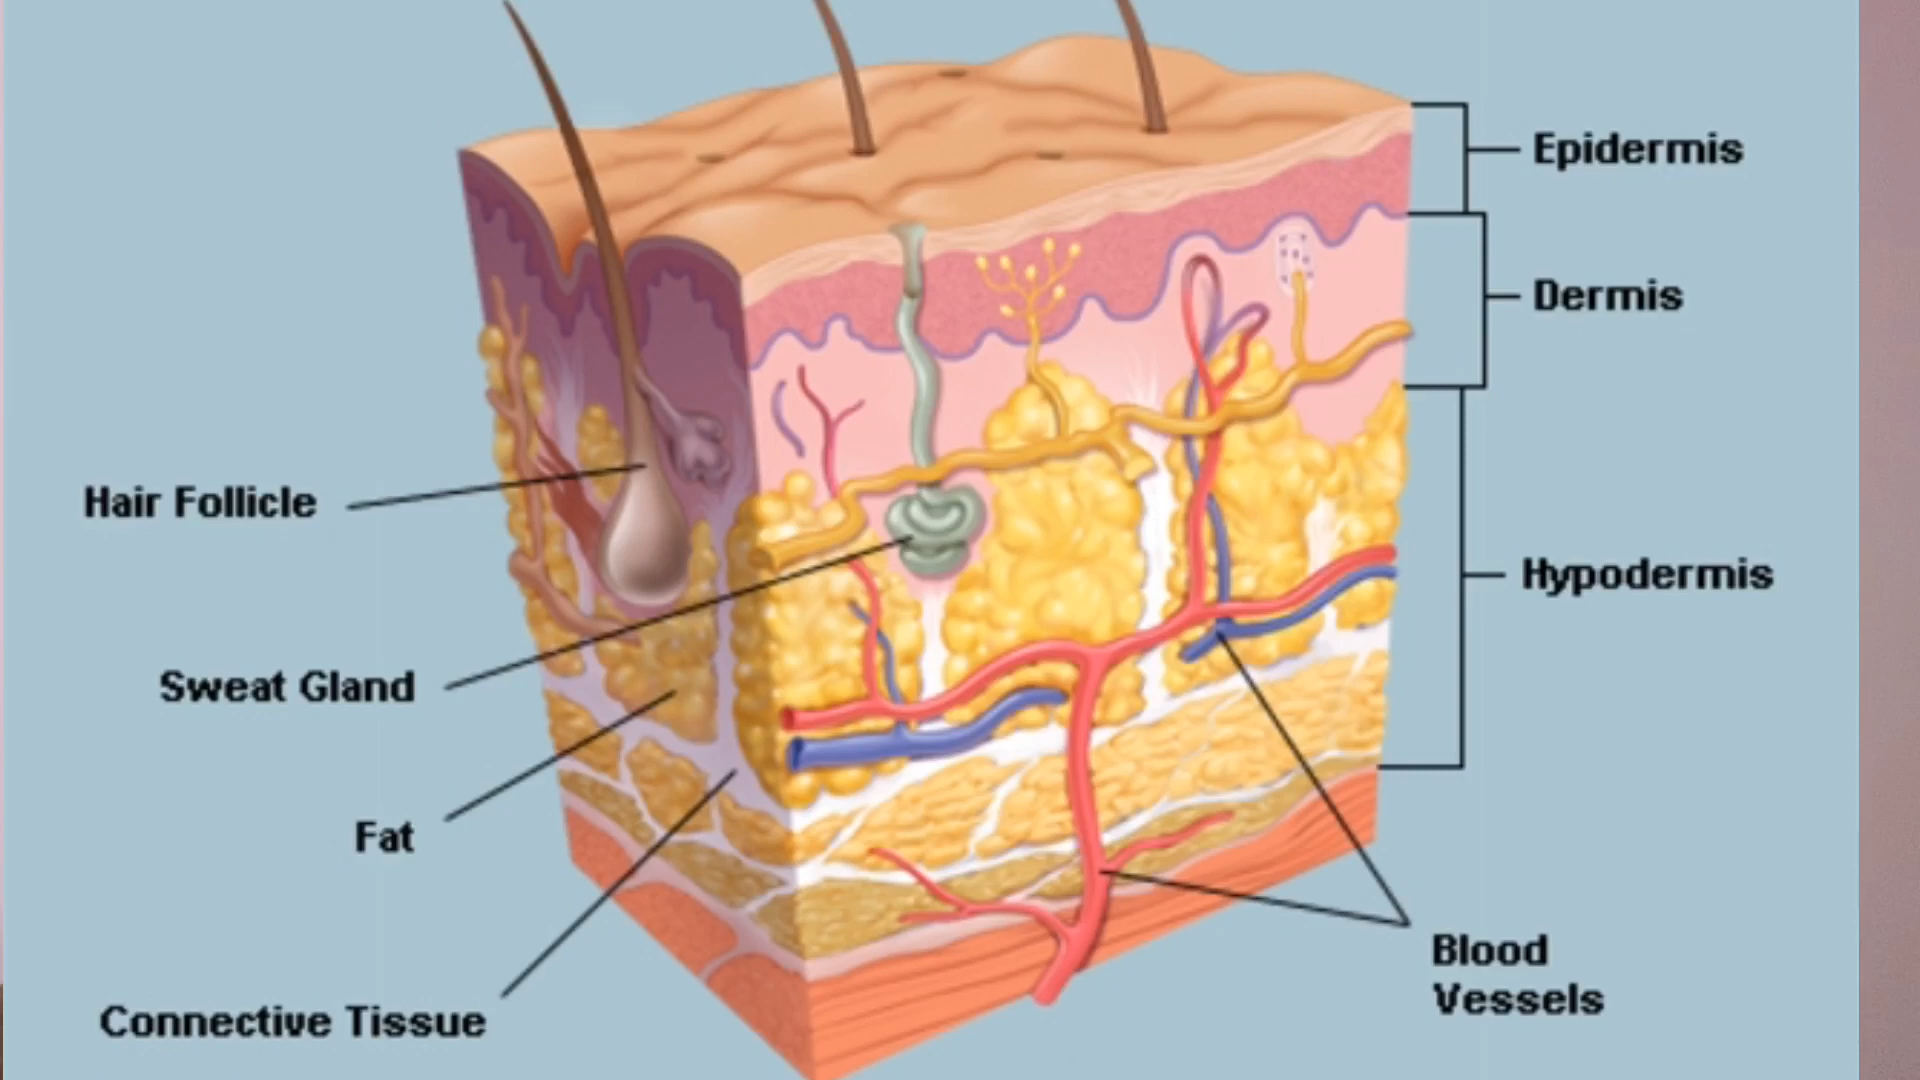 Epidermis
Dermis
Hair Follicle
Hypodermis
Sweat Gland
Fat
Blood
Vessels
Connective Tissue